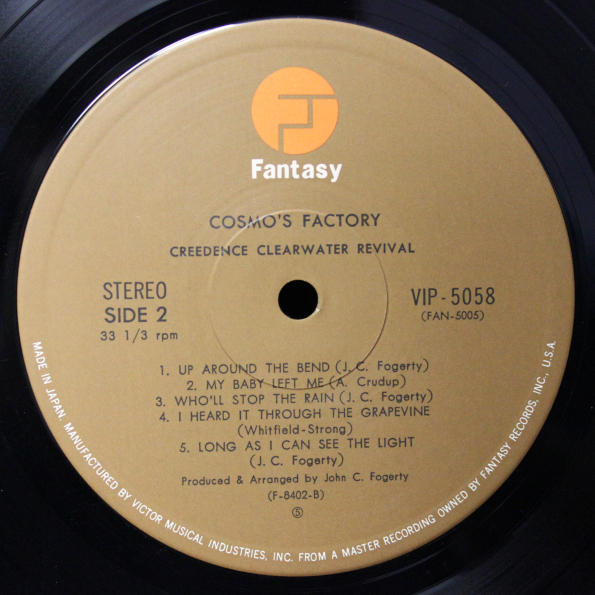 Fantasy
COSMO'S FACTORY
CREEDENCE CLEARWATER REVIVAL
STEREO
SIDE 2
33 1/3 rpm
VIP-5058
(FAN-5005)
1. UP AROUND THE BEND (J. C. Fogerty)
2. MY BABY LEFT ME (A. Crudup)
3. WHO'LL STOP THE RAIN (J. C. Fogerty)
4. I HEARD IT THROUGH THE GRAPEVINE
(Whitfield-Strong)
5. LONG AS I CAN SEE THE LIGHT
(J. C. Fogerty)
Produced & Arranged by John C. Fogerty
(F-8402-B)
⑤
MADE IN JAPAN. MANUFACTURED BY VICTOR MUSICAL INDUSTRIES, INC. FROM A MASTER RECORDING OWNED BY FANTASY RECORDS, INC., U.S.A.